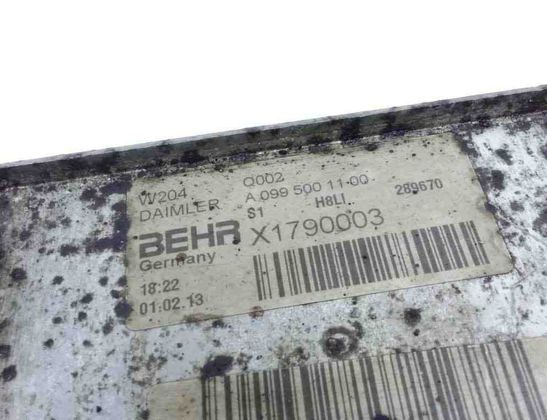 W204 Q002
DAIMLER A 099 500 11 00
S1 H8LI 289670
BEHR X1790003
Germany
18:22
01.02.13